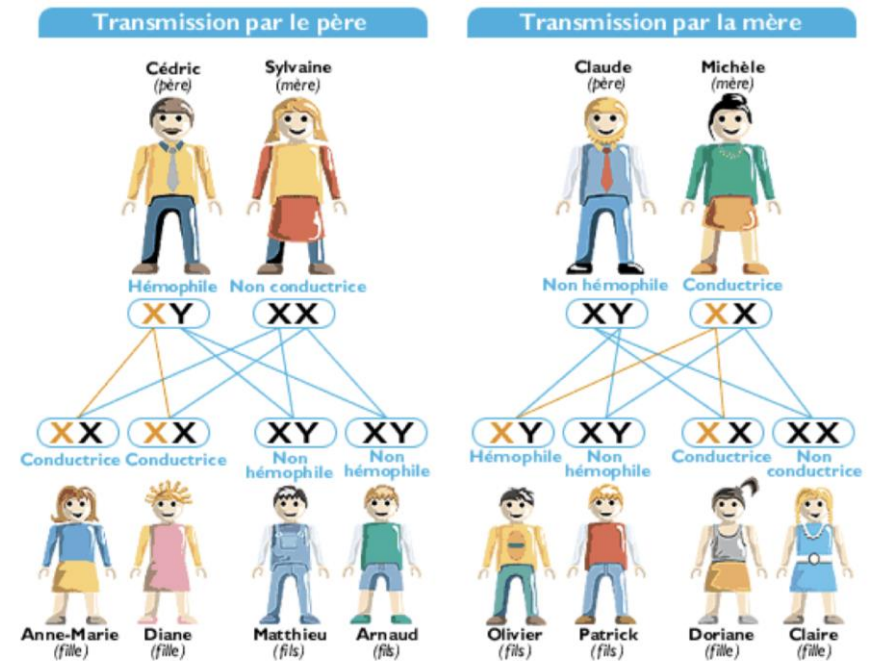 Transmission par le père
Cédric
(père)
Sylvaine
(mère)
Hémophile
Non conductrice
XY
XX
XX
XX
XY
XY
Conductrice
Conductrice
Non
hémophile
Non
hémophile
Anne-Marie
(fille)
Diane
(fille)
Matthieu
(fils)
Arnaud
(fils)
Transmission par la mère
Claude
(père)
Michèle
(mère)
Non hémophile
Conductrice
XY
XX
XY
XY
XX
XX
Hémophile
Non
hémophile
Conductrice
Non
conductrice
Olivier
(fils)
Patrick
(fils)
Doriane
(fille)
Claire
(fille)